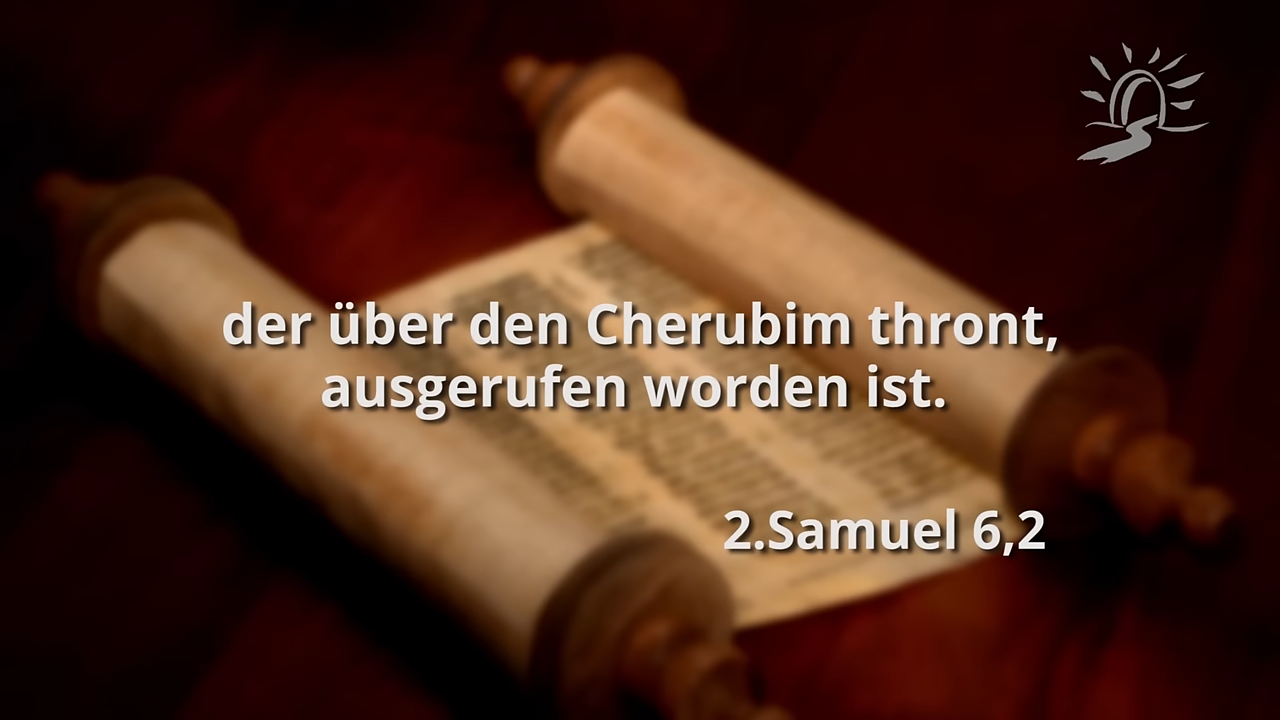 der über den Cherubim thront,
ausgerufen worden ist.
2.Samuel 6,2